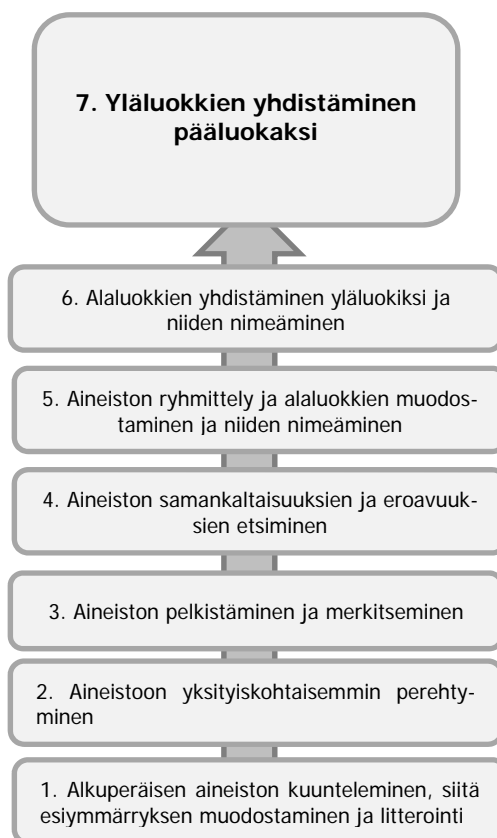 7. Yläluokkien yhdistäminen
pääluokaksi
6. Alaluokkien yhdistäminen yläluokiksi ja
niiden nimeäminen
5. Aineiston ryhmittely ja alaluokkien muodos-
taminen ja niiden nimeäminen
4. Aineiston samankaltaisuuksien ja eroavuuk-
sien etsiminen
3. Aineiston pelkistäminen ja merkitseminen
2. Aineistoon yksityiskohtaisemmin perehty-
minen
1. Alkuperäisen aineiston kuunteleminen, siitä
esiymmärryksen muodostaminen ja litterointi